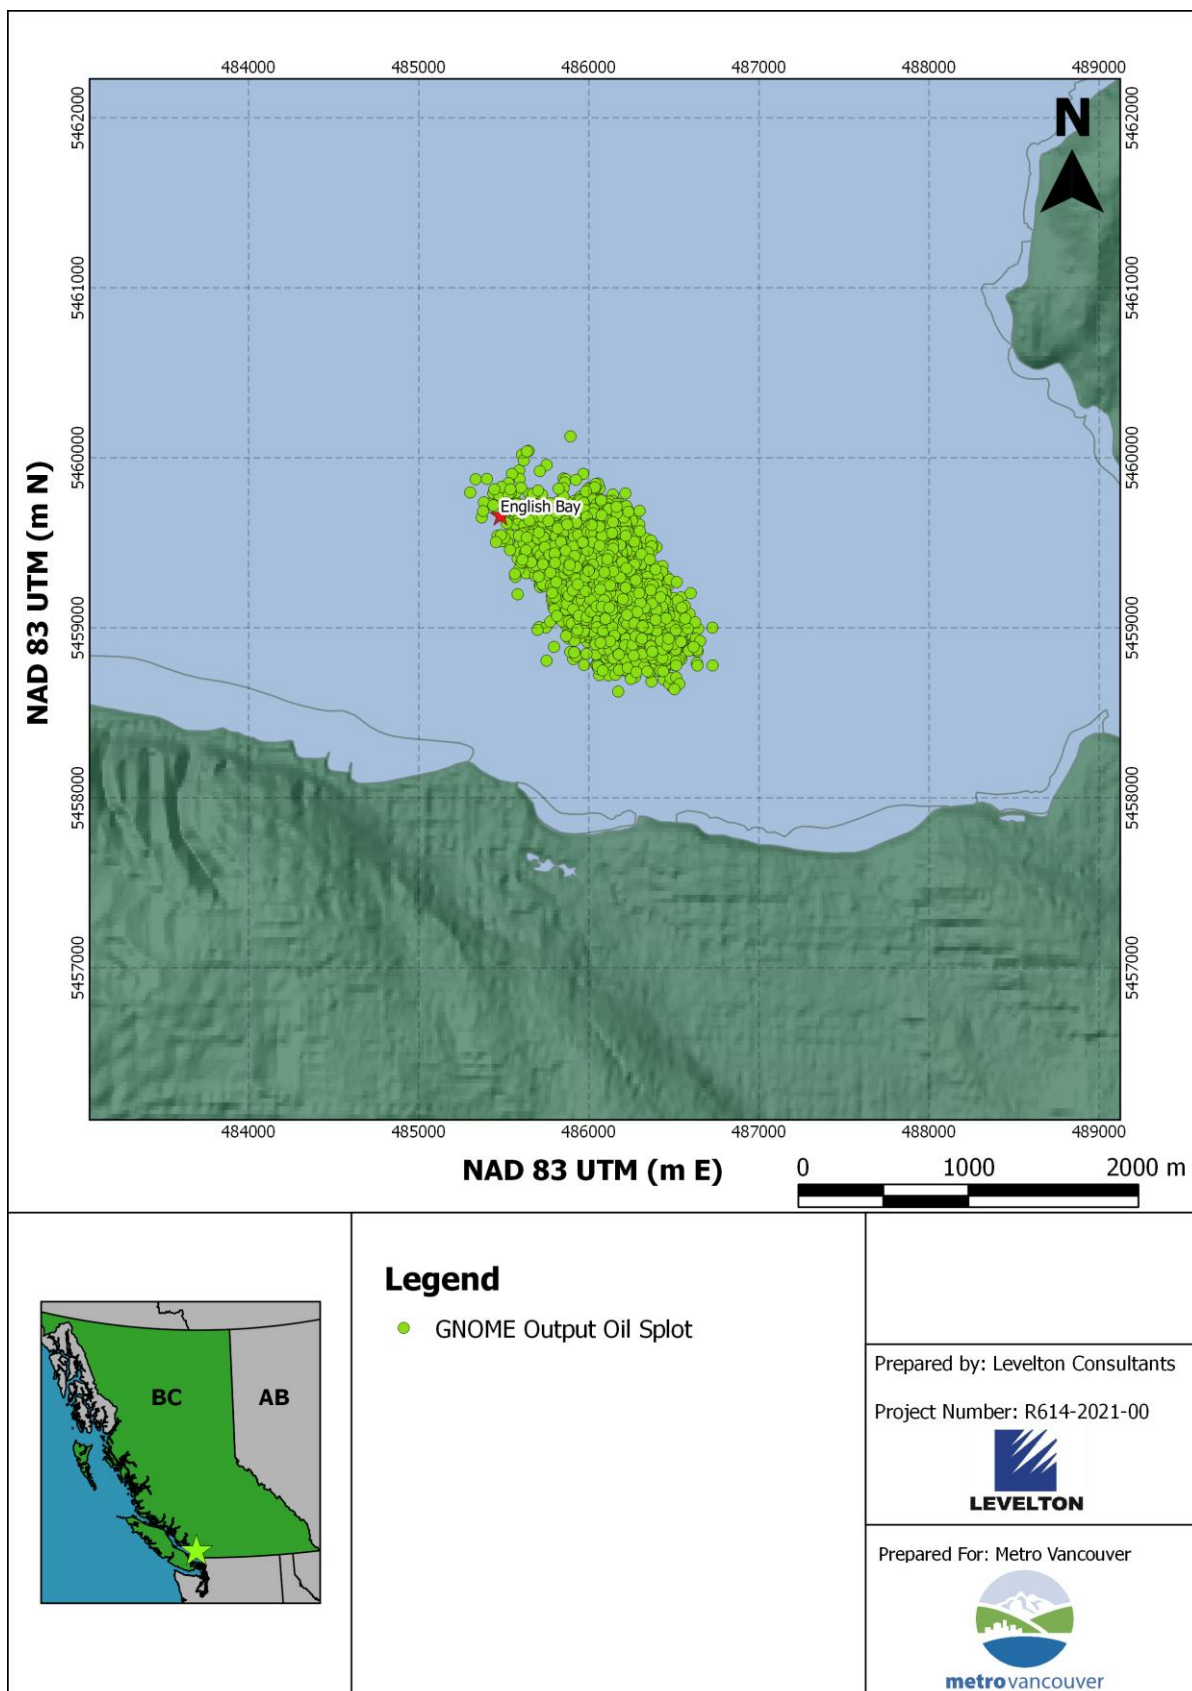 484000 485000 486000 487000 488000 489000
N
5462000 5462000
5461000 5461000
5460000 5460000
English Bay
5459000 5459000
5458000 5458000
5457000 5457000
NAD 83 UTM (m N)
484000 485000 486000 487000 488000 489000
NAD 83 UTM (m E)
0 1000 2000 m
BC AB
Legend
GNOME Output Oil Splot
Prepared by: Levelton Consultants
Project Number: R614-2021-00
LEVELTON
Prepared For: Metro Vancouver
metrovancouver